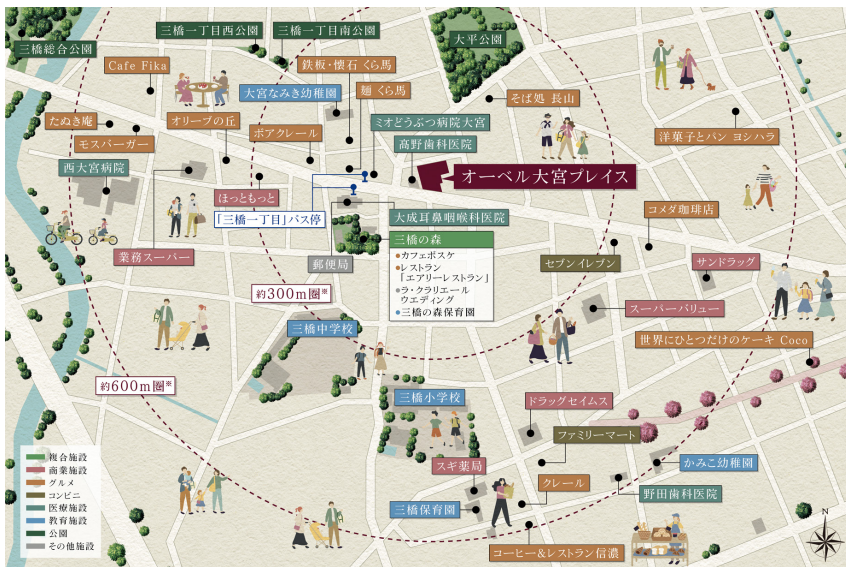 三橋総合公園
三橋一丁目西公園
三橋一丁目南公園
大平公園
Cafe Fika
鉄板・懐石 くら馬
大宮なみき幼稚園
麺 くら馬
そば処 長山
たぬき庵
オリーブの丘
ポアクレール
ミオどうぶつ病院大宮
洋菓子とパン ヨシハラ
モスバーガー
髙野歯科医院
西大宮病院
オーベル大宮プレイス
ほっともっと
「三橋一丁目」バス停
大成耳鼻咽喉科医院
コメダ珈琲店
業務スーパー
郵便局
三橋の森
●カフェボスケ
●レストラン
「エアリーレストラン」
●ラ・クラリエール
ウエディング
●三橋の森保育園
セブンイレブン
サンドラッグ
約300m圏※
スーパーバリュー
三橋中学校
世界にひとつだけのケーキ Coco
約600m圏※
三橋小学校
ドラッグセイムス
ファミリーマート
スギ薬局
かみこ幼稚園
クレール
野田歯科医院
三橋保育園
コーヒー&レストラン信濃
複合施設
商業施設
グルメ
コンビニ
医療施設
教育施設
公園
その他施設
N